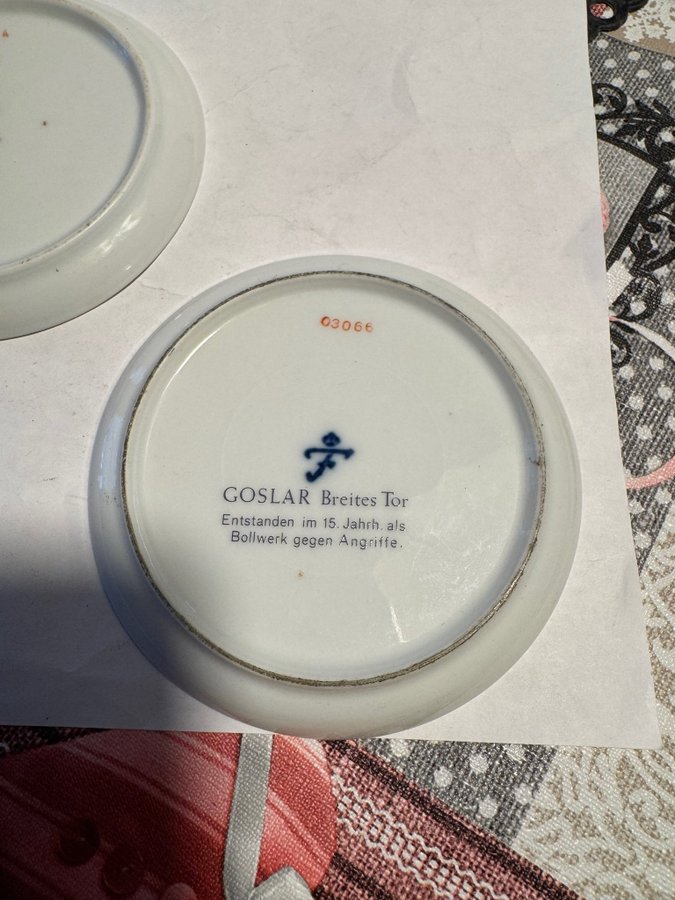 03066
F
GOSLAR Breites Tor
Entstanden im 15. Jahrh. als
Bollwerk gegen Angriffe.